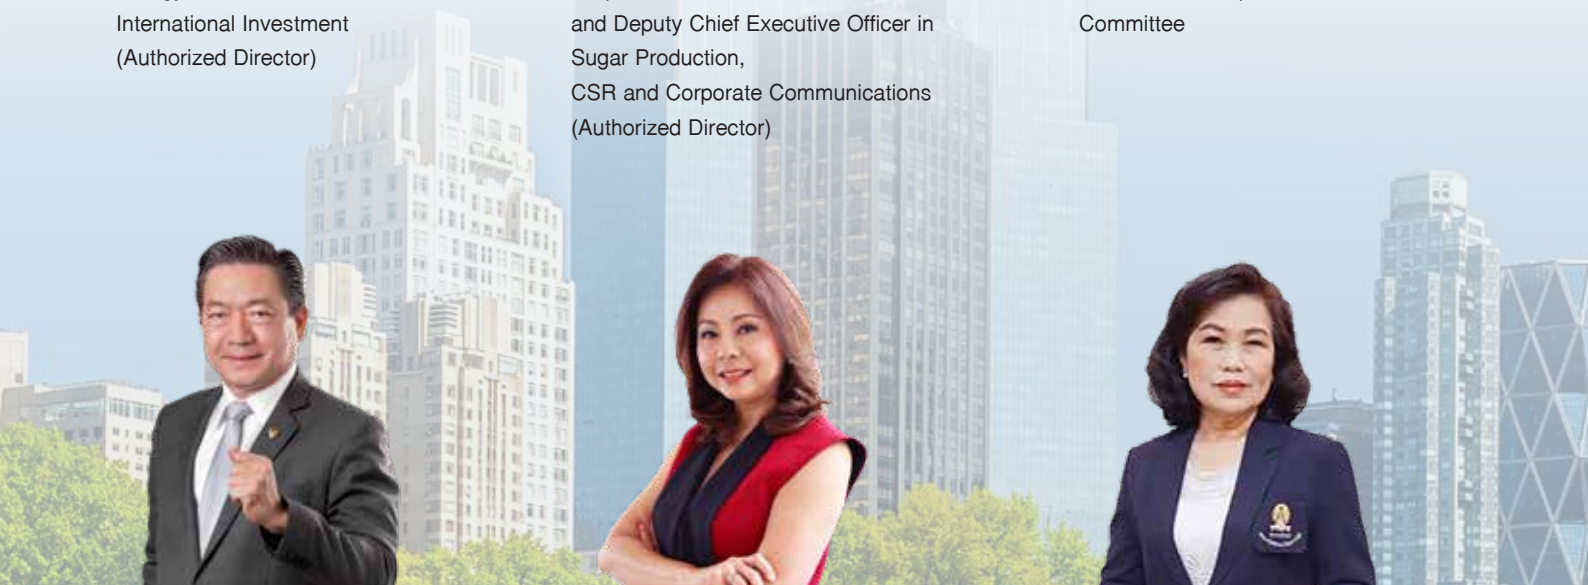 International Investment
(Authorized Director)
and Deputy Chief Executive Officer in
Sugar Production,
CSR and Corporate Communications
(Authorized Director)
Committee